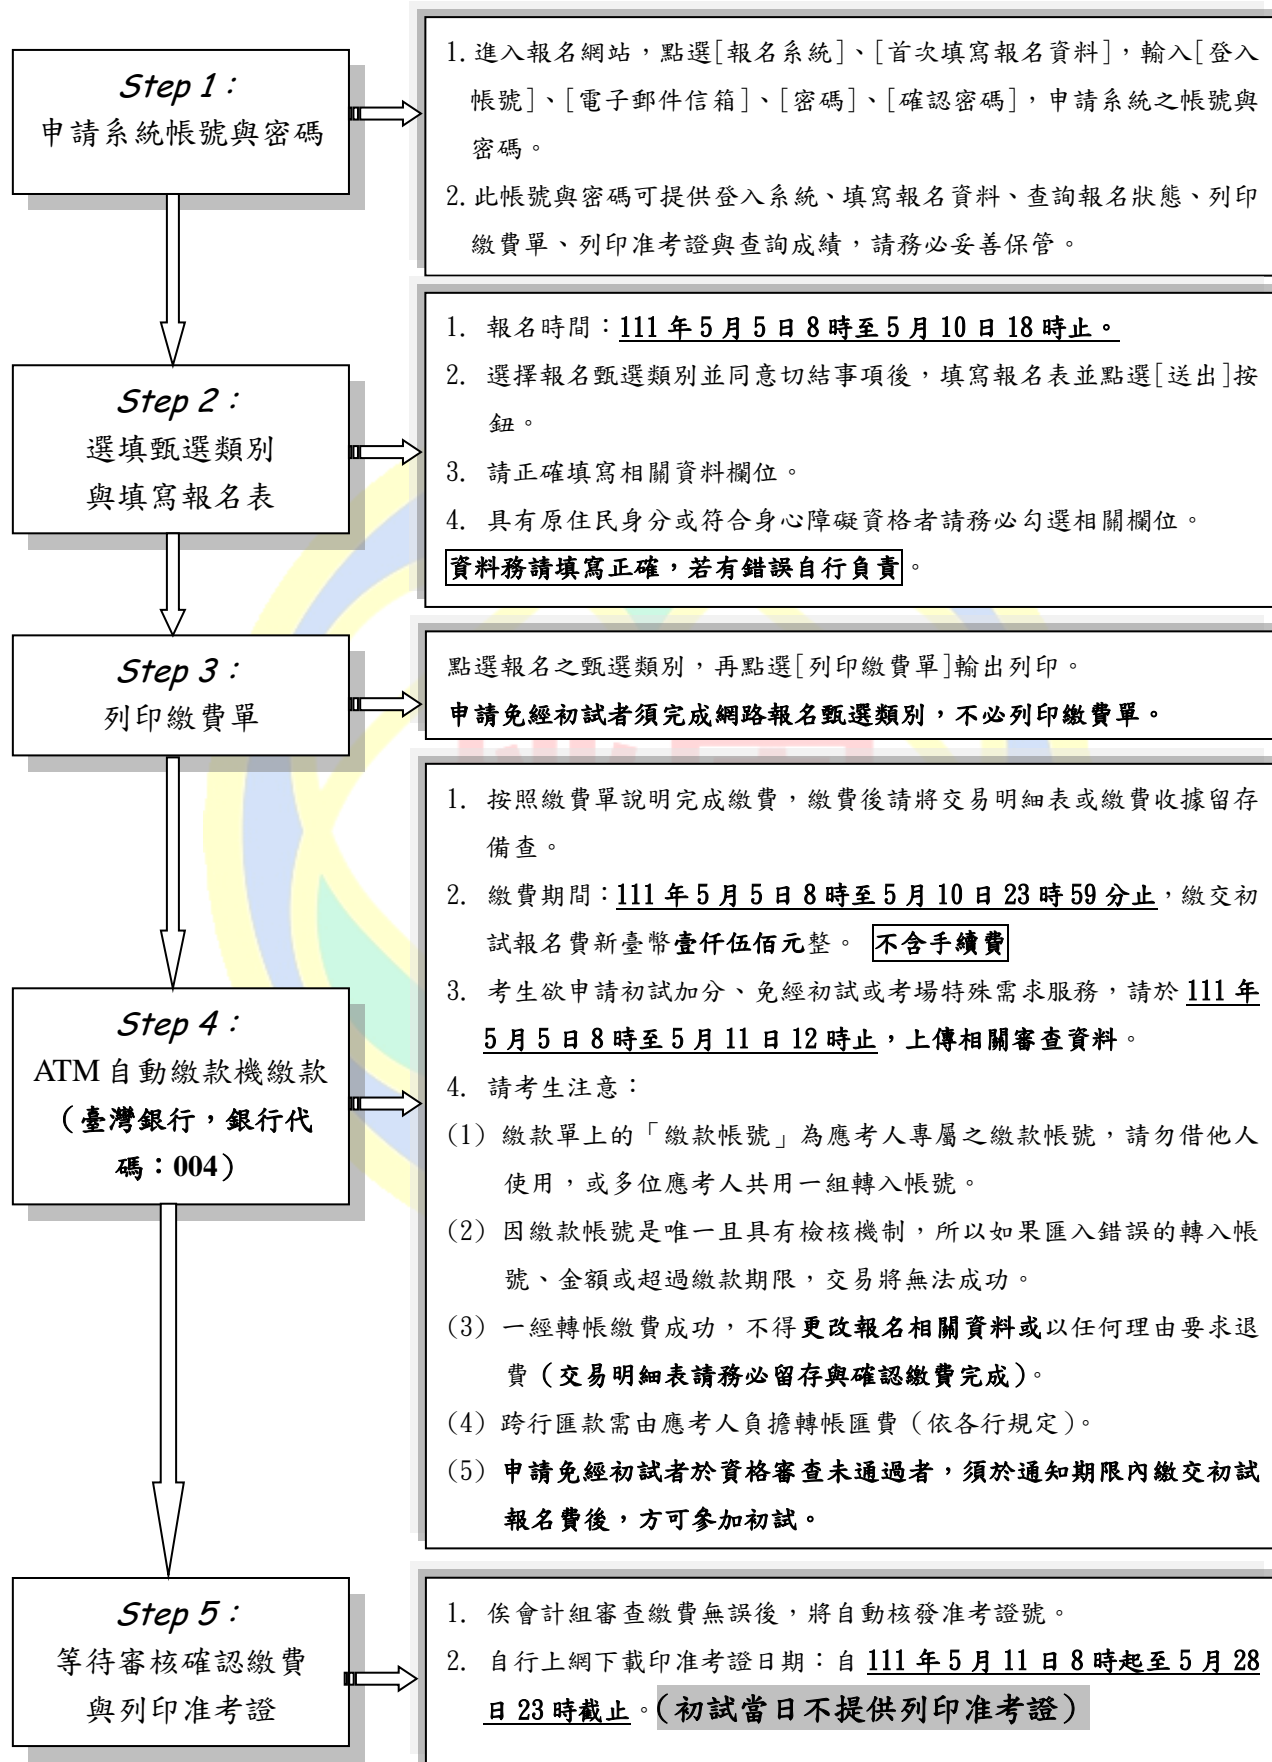 Step 1：
申請系統帳號與密碼
1. 進入報名網站，點選[報名系統]、[首次填寫報名資料]，輸入[登入
帳號]、[電子郵件信箱]、[密碼]、[確認密碼]，申請系統之帳號與
密碼。
2. 此帳號與密碼可提供登入系統、填寫報名資料、查詢報名狀態、列印
繳費單、列印准考證與查詢成績，請務必妥善保管。
Step 2：
選填甄選類別
與填寫報名表
1. 報名時間：111 年 5 月 5 日 8 時至 5 月 10 日 18 時止。
2. 選擇報名甄選類別並同意切結事項後，填寫報名表並點選[送出]按
鈕。
3. 請正確填寫相關資料欄位。
4. 具有原住民身分或符合身心障礙資格者請務必勾選相關欄位。
資料務請填寫正確，若有錯誤自行負責。
Step 3：
列印繳費單
點選報名之甄選類別，再點選[列印繳費單]輸出列印。
申請免經初試者須完成網路報名甄選類別，不必列印繳費單。
Step 4：
ATM 自動繳款機繳款
（臺灣銀行，銀行代
碼：004）
1. 按照繳費單說明完成繳費，繳費後請將交易明細表或繳費收據留存
備查。
2. 繳費期間：111 年 5 月 5 日 8 時至 5 月 10 日 23 時 59 分止，繳交初
試報名費新臺幣壹仟伍佰元整。 不含手續費
3. 考生欲申請初試加分、免經初試或考場特殊需求服務，請於 111 年
5 月 5 日 8 時至 5 月 11 日 12 時止，上傳相關審查資料。
4. 請考生注意：
(1) 繳款單上的「繳款帳號」為應考人專屬之繳款帳號，請勿借他人
使用，或多位應考人共用一組轉入帳號。
(2) 因繳款帳號是唯一且具有檢核機制，所以如果匯入錯誤的轉入帳
號、金額或超過繳款期限，交易將無法成功。
(3) 一經轉帳繳費成功，不得更改報名相關資料或以任何理由要求退
費（交易明細表請務必留存與確認繳費完成）。
(4) 跨行匯款需由應考人負擔轉帳匯費（依各行規定）。
(5) 申請免經初試者於資格審查未通過者，須於通知期限內繳交初試
報名費後，方可參加初試。
Step 5：
等待審核確認繳費
與列印准考證
1. 俟會計組審查繳費無誤後，將自動核發准考證號。
2. 自行上網下載印准考證日期：自 111 年 5 月 11 日 8 時起至 5 月 28
日 23 時截止。（初試當日不提供列印准考證）